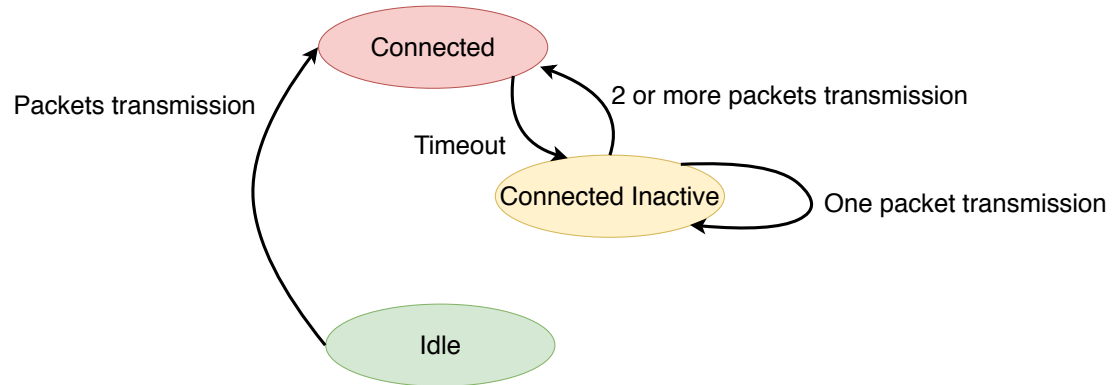 Connected
Packets transmission
2 or more packets transmission
Timeout
Connected Inactive
One packet transmission
Idle